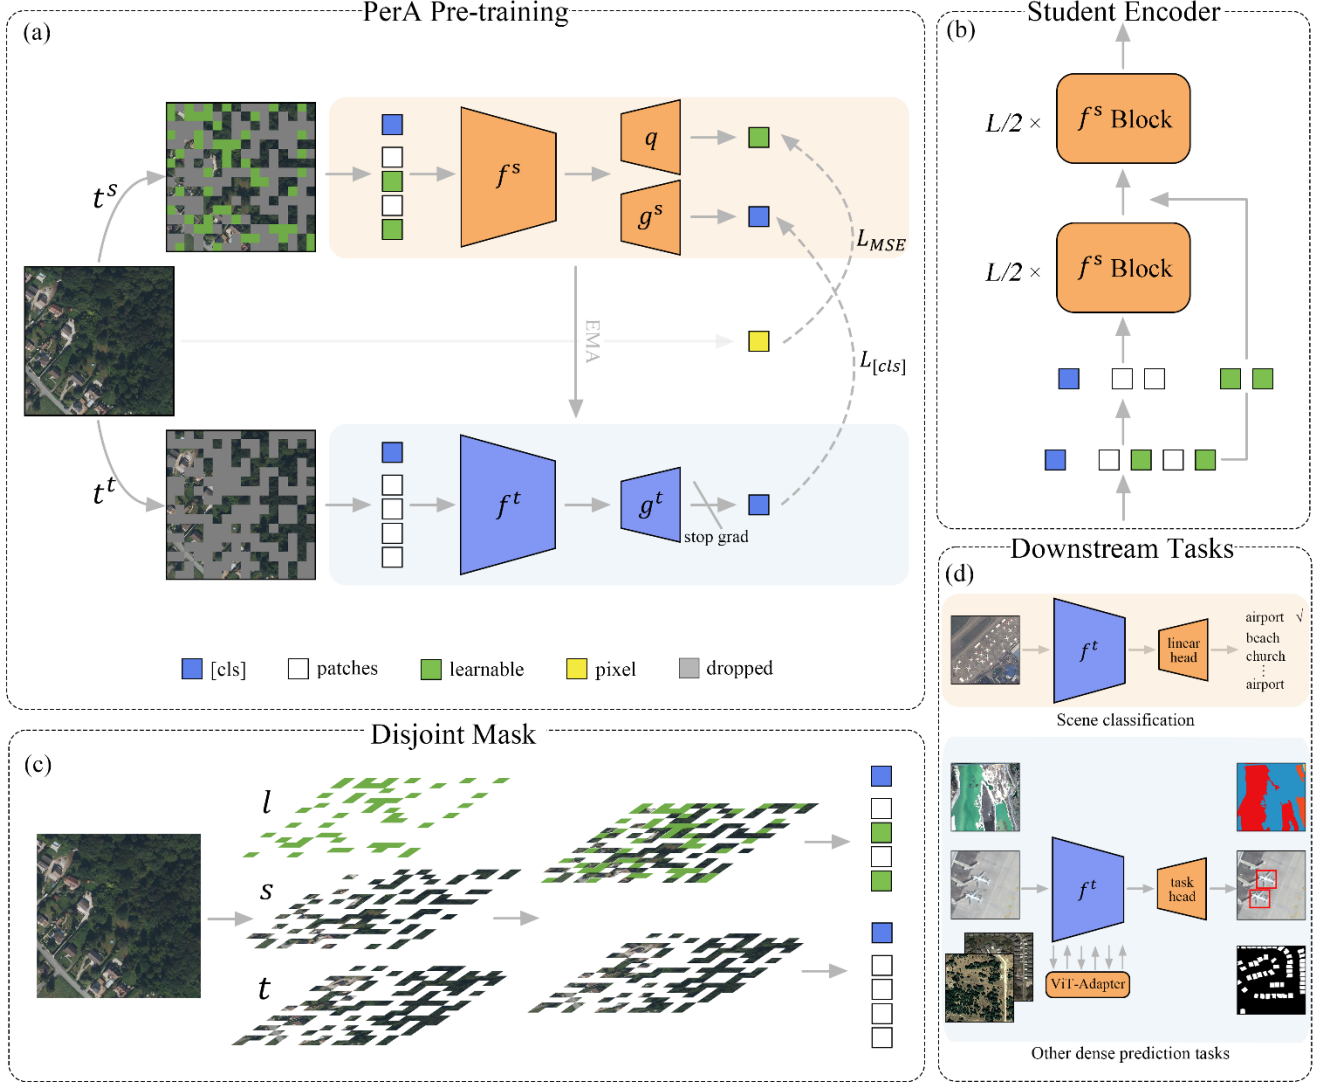 PerA Pre-training
(a)
t^s
f^s
q
g^s
L_MSE
EMA
L_[cls]
t^t
f^t
g^t
stop grad
[cls]
patches
learnable
pixel
dropped
Student Encoder
(b)
L/2 ×
f^s Block
L/2 ×
f^s Block
Disjoint Mask
(c)
l
s
t
Downstream Tasks
(d)
f^t
linear
head
airport √
beach
church
⋮
airport
Scene classification
f^t
task
head
ViT-Adapter
Other dense prediction tasks